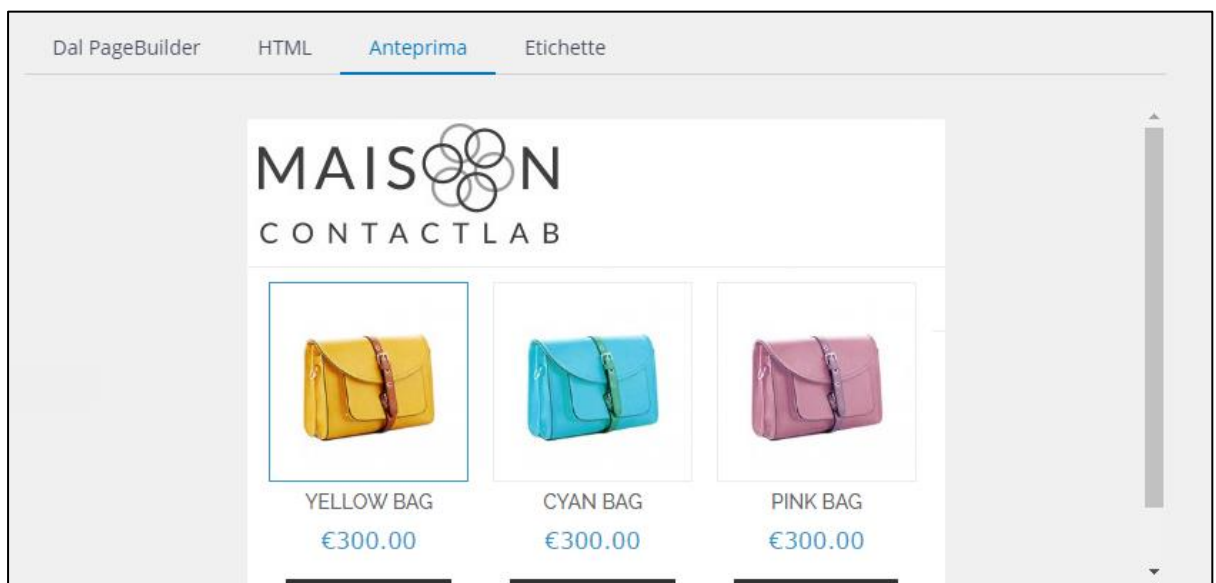 Dal PageBuilder HTML Anteprima Etichette
MAISON
CONTACTLAB
YELLOW BAG CYAN BAG PINK BAG
€300.00 €300.00 €300.00